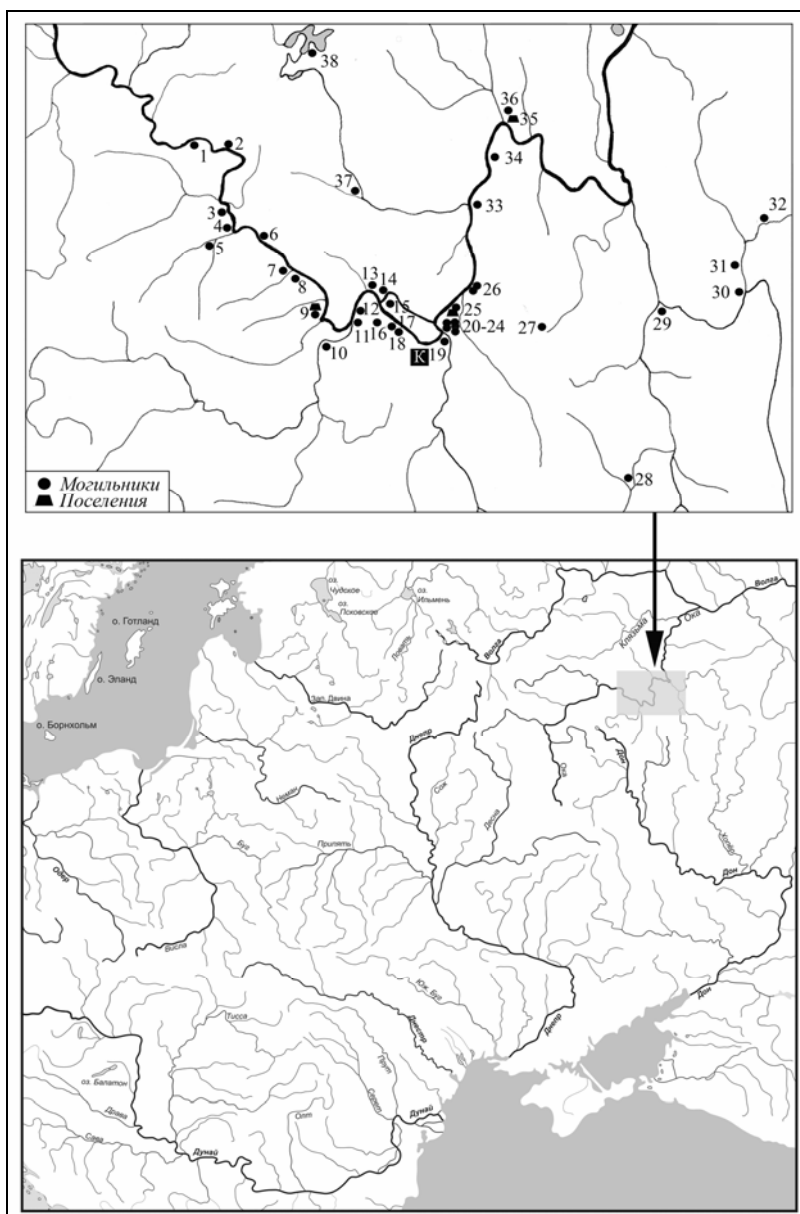 38
36
35
1
2
34
37
3
33
32
4
5
6
7
8
13
14
26
31
9
12
15
25
30
11
16
17
20-24
27
29
10
18
19
К
28
Могильники
Поселения
оз. Чудское
оз. Псковское
оз. Ильмень
Волга
о. Готланд
Клязьма
Ока
Ловать
Волга
о. Эланд
Зап. Двина
о. Борнхольм
Днепр
Неман
Сож
Десна
Ока
Дон
Буг
Припять
Хопёр
Одер
Дон
Висла
Юж. Буг
Дон
Тисса
Днестр
Днепр
Прут
оз. Балатон
Серет
Драва
Олт
Дунай
Сава
Дунай